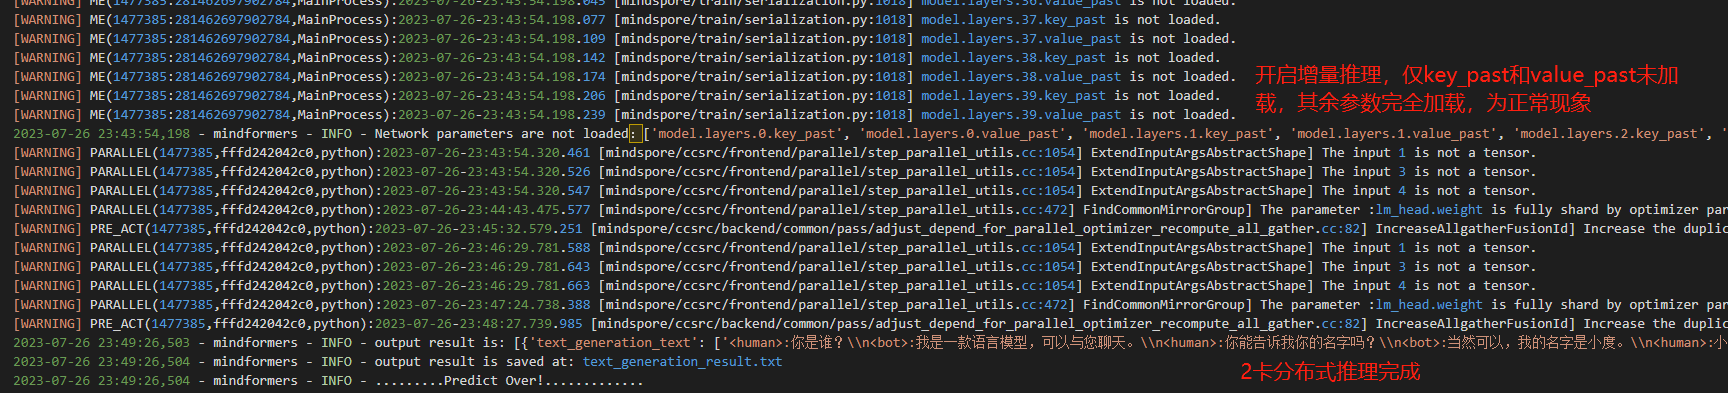 [WARNING] ME(1477385:281462697902784,MainProcess):2023-07-26-23:43:54.198.045 [mindspore/train/serialization.py:1018] model.layers.36.value_past is not loaded.
[WARNING] ME(1477385:281462697902784,MainProcess):2023-07-26-23:43:54.198.077 [mindspore/train/serialization.py:1018] model.layers.37.key_past is not loaded.
[WARNING] ME(1477385:281462697902784,MainProcess):2023-07-26-23:43:54.198.109 [mindspore/train/serialization.py:1018] model.layers.37.value_past is not loaded.
[WARNING] ME(1477385:281462697902784,MainProcess):2023-07-26-23:43:54.198.142 [mindspore/train/serialization.py:1018] model.layers.38.key_past is not loaded.
[WARNING] ME(1477385:281462697902784,MainProcess):2023-07-26-23:43:54.198.174 [mindspore/train/serialization.py:1018] model.layers.38.value_past is not loaded.
[WARNING] ME(1477385:281462697902784,MainProcess):2023-07-26-23:43:54.198.206 [mindspore/train/serialization.py:1018] model.layers.39.key_past is not loaded.
[WARNING] ME(1477385:281462697902784,MainProcess):2023-07-26-23:43:54.198.239 [mindspore/train/serialization.py:1018] model.layers.39.value_past is not loaded.
开启增量推理，仅key_past和value_past未加
载，其余参数完全加载，为正常现象
2023-07-26 23:43:54,198 - mindformers - INFO - Network parameters are not loaded: ['model.layers.0.key_past', 'model.layers.0.value_past', 'model.layers.1.key_past', 'model.layers.1.value_past', 'model.layers.2.key_past', '
[WARNING] PARALLEL(1477385,fffd242042c0,python):2023-07-26-23:43:54.320.461 [mindspore/ccsrc/frontend/parallel/step_parallel_utils.cc:1054] ExtendInputArgsAbstractShape] The input 1 is not a tensor.
[WARNING] PARALLEL(1477385,fffd242042c0,python):2023-07-26-23:43:54.320.526 [mindspore/ccsrc/frontend/parallel/step_parallel_utils.cc:1054] ExtendInputArgsAbstractShape] The input 3 is not a tensor.
[WARNING] PARALLEL(1477385,fffd242042c0,python):2023-07-26-23:43:54.320.547 [mindspore/ccsrc/frontend/parallel/step_parallel_utils.cc:1054] ExtendInputArgsAbstractShape] The input 4 is not a tensor.
[WARNING] PARALLEL(1477385,fffd242042c0,python):2023-07-26-23:44:43.475.577 [mindspore/ccsrc/frontend/parallel/step_parallel_utils.cc:472] FindCommonMirrorGroup] The parameter :lm_head.weight is fully shard by optimizer par
[WARNING] PRE_ACT(1477385,fffd242042c0,python):2023-07-26-23:45:32.579.251 [mindspore/ccsrc/backend/common/pass/adjust_depend_for_parallel_optimizer_recompute_all_gather.cc:82] IncreaseAllgatherFusionId] Increase the duplic
[WARNING] PARALLEL(1477385,fffd242042c0,python):2023-07-26-23:46:29.781.588 [mindspore/ccsrc/frontend/parallel/step_parallel_utils.cc:1054] ExtendInputArgsAbstractShape] The input 1 is not a tensor.
[WARNING] PARALLEL(1477385,fffd242042c0,python):2023-07-26-23:46:29.781.643 [mindspore/ccsrc/frontend/parallel/step_parallel_utils.cc:1054] ExtendInputArgsAbstractShape] The input 3 is not a tensor.
[WARNING] PARALLEL(1477385,fffd242042c0,python):2023-07-26-23:46:29.781.663 [mindspore/ccsrc/frontend/parallel/step_parallel_utils.cc:1054] ExtendInputArgsAbstractShape] The input 4 is not a tensor.
[WARNING] PARALLEL(1477385,fffd242042c0,python):2023-07-26-23:47:24.738.388 [mindspore/ccsrc/frontend/parallel/step_parallel_utils.cc:472] FindCommonMirrorGroup] The parameter :lm_head.weight is fully shard by optimizer par
[WARNING] PRE_ACT(1477385,fffd242042c0,python):2023-07-26-23:48:27.739.985 [mindspore/ccsrc/backend/common/pass/adjust_depend_for_parallel_optimizer_recompute_all_gather.cc:82] IncreaseAllgatherFusionId] Increase the duplic
2023-07-26 23:49:26,503 - mindformers - INFO - output result is: [{'text_generation_text': ['<human>:你是谁？\\n<bot>:我是一款语言模型，可以与您聊天。\\n<human>:你能告诉我你的名字吗？\\n<bot>:当然可以，我的名字是小度。\\n<human>:小
2023-07-26 23:49:26,504 - mindformers - INFO - output result is saved at: text_generation_result.txt
2023-07-26 23:49:26,504 - mindformers - INFO - .........Predict Over!.............
2卡分布式推理完成